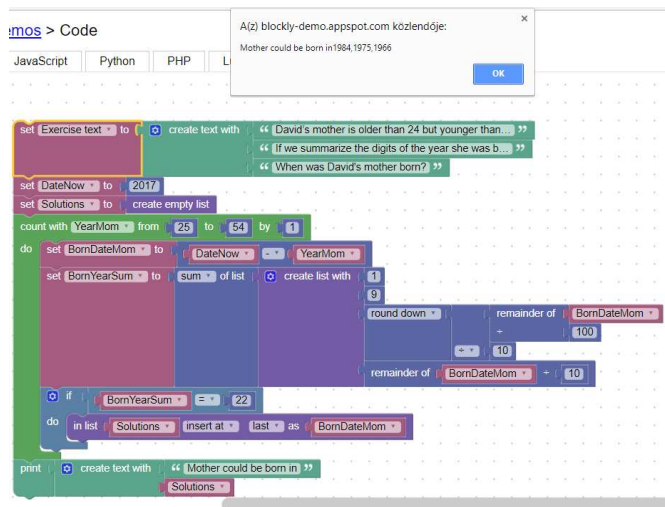 A(z) blockly-demo.appspot.com közlendője:
Mother could be born in1984,1975,1966
OK
emos > Code
JavaScript Python PHP
set Exercise text to create text with “ David's mother is older than 24 but younger than... ”
“ If we summarize the digits of the year she was b... ”
“ When was David's mother born? ”
set DateNow to 2017
set Solutions to create empty list
count with YearMom from 25 to 54 by 1
do set BornDateMom to DateNow - YearMom
set BornYearSum to sum of list create list with 1
9
round down remainder of BornDateMom
÷ 100
÷ 10
remainder of BornDateMom ÷ 10
if BornYearSum = 22
do in list Solutions insert at last as BornDateMom
print create text with “ Mother could be born in ”
Solutions